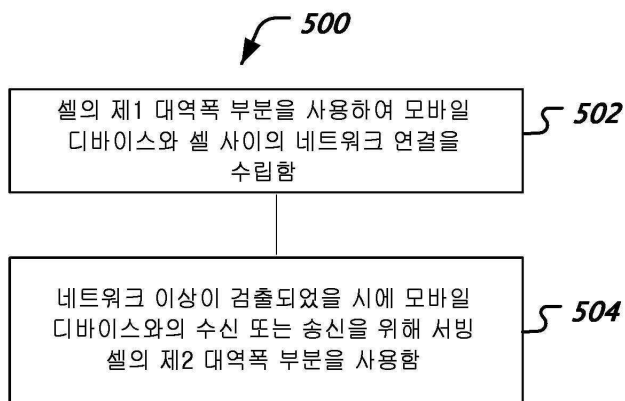 500
셀의 제1 대역폭 부분을 사용하여 모바일
디바이스와 셀 사이의 네트워크 연결을
수립함
502
네트워크 이상이 검출되었을 시에 모바일
디바이스와의 수신 또는 송신을 위해 서빙
셀의 제2 대역폭 부분을 사용함
504